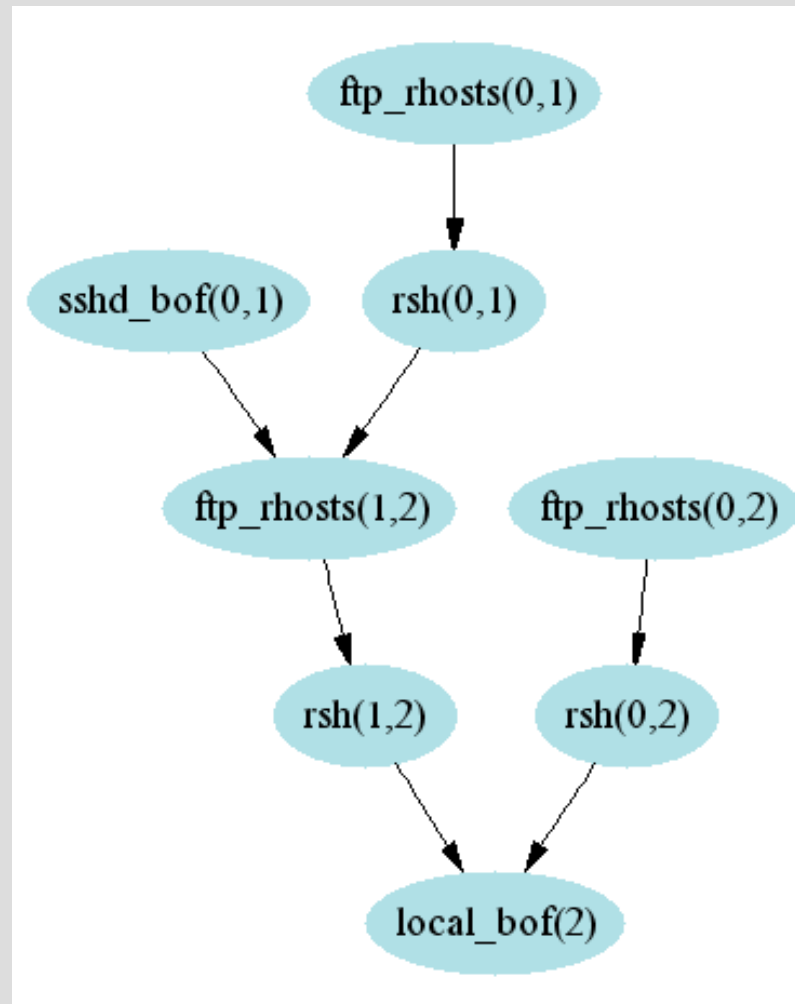 ftp_rhosts(0,1)
sshd_bof(0,1)
rsh(0,1)
ftp_rhosts(1,2)
ftp_rhosts(0,2)
rsh(1,2)
rsh(0,2)
local_bof(2)